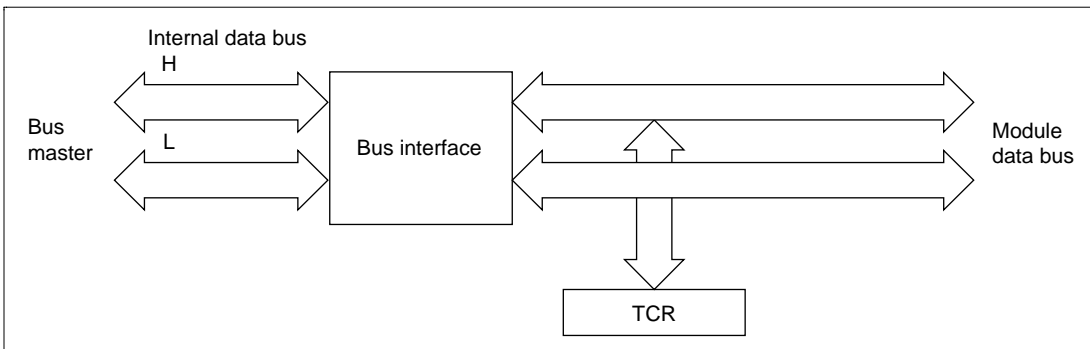 Internal data bus
H
Bus
master
L
Bus interface
Module
data bus
TCR